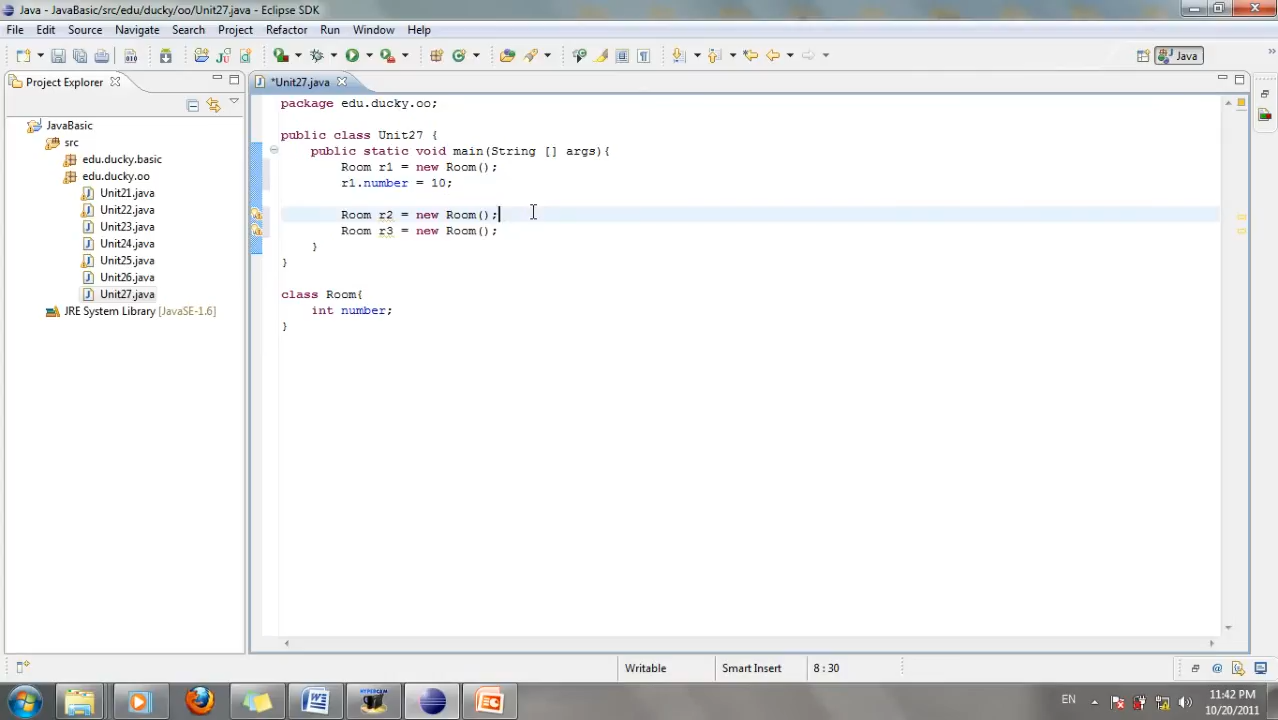 Java - JavaBasic/src/edu/ducky/oo/Unit27.java - Eclipse SDK
File Edit Source Navigate Search Project Refactor Run Window Help
Java
Project Explorer
*Unit27.java
JavaBasic
src
edu.ducky.basic
edu.ducky.oo
Unit21.java
Unit22.java
Unit23.java
Unit24.java
Unit25.java
Unit26.java
Unit27.java
JRE System Library [JavaSE-1.6]
package edu.ducky.oo;
public class Unit27 {
public static void main(String [] args){
Room r1 = new Room();
r1.number = 10;
Room r2 = new Room();
Room r3 = new Room();
}
}
class Room{
int number;
}
Writable Smart Insert 8 : 30
EN
11:42 PM
10/20/2011